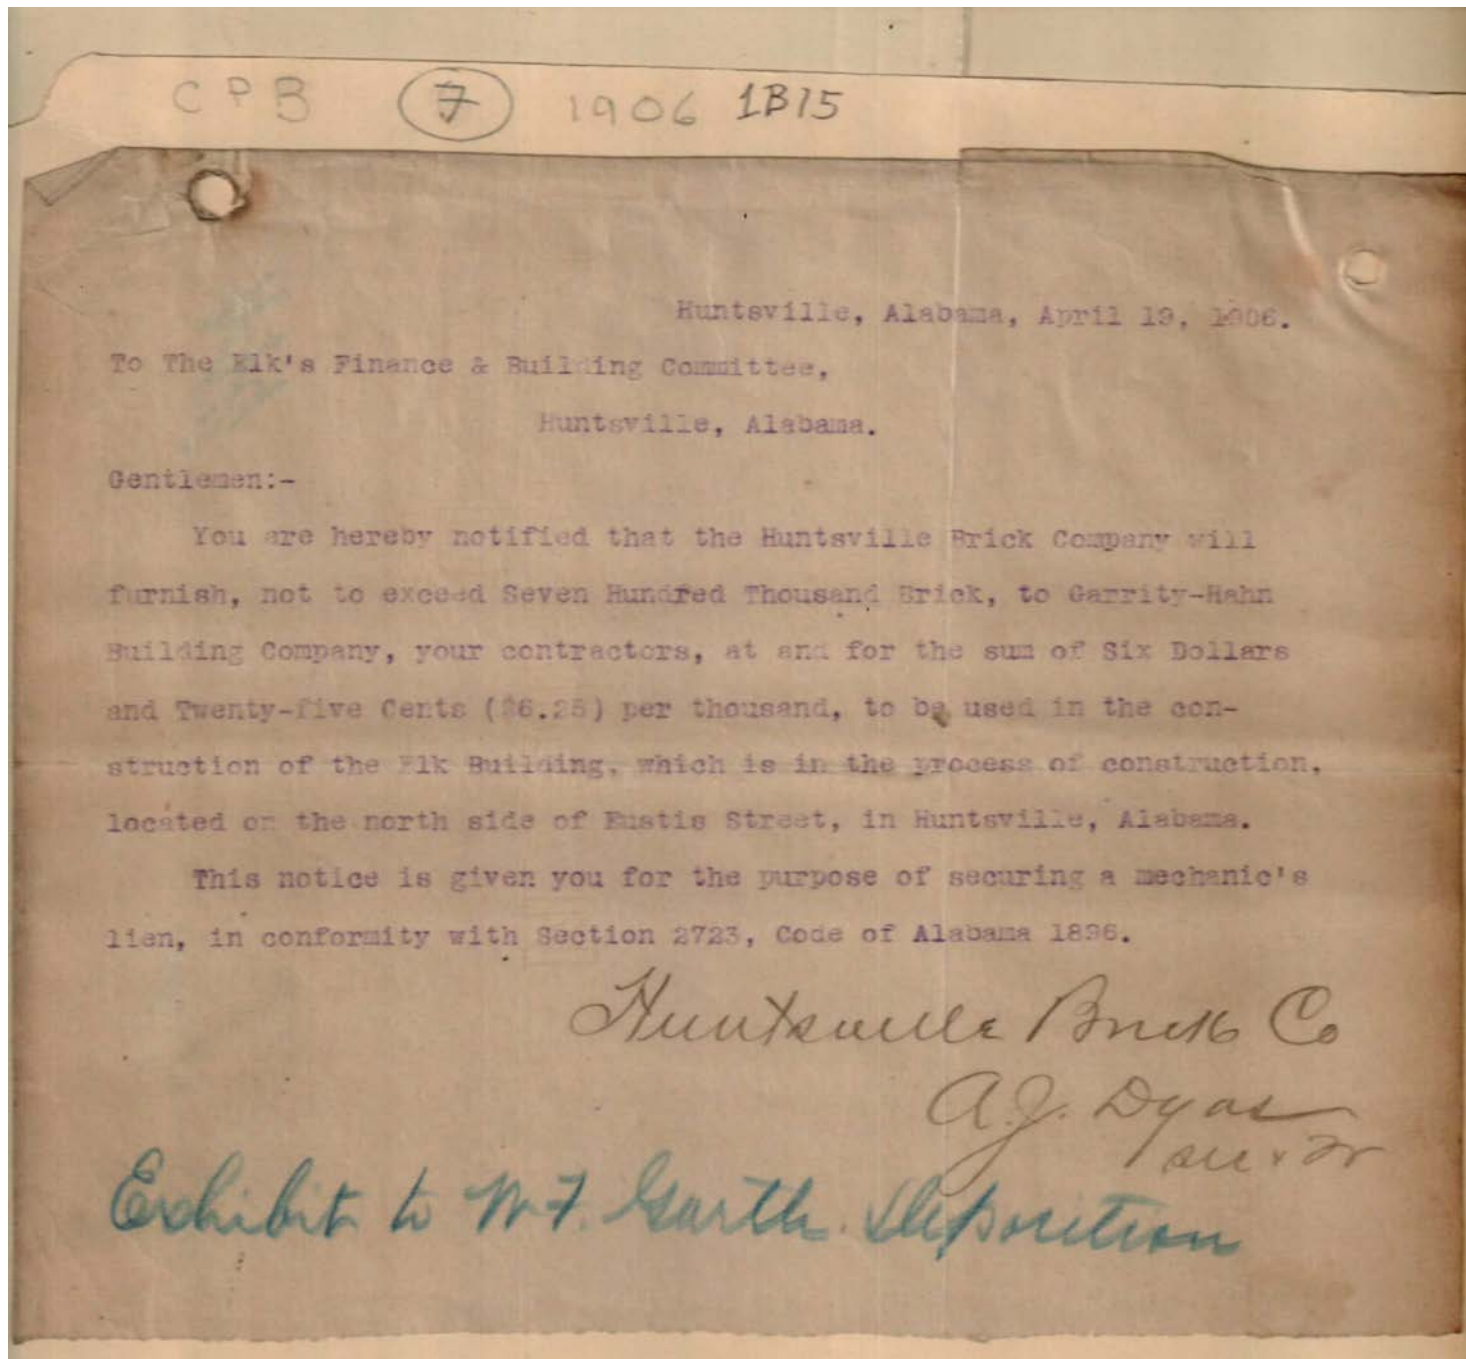 CPB 7 1906 1B15
Huntsville, Alabama, April 19, 1906.
To The Elk's Finance & Building Committee,
Huntsville, Alabama.
Gentlemen:-
You are hereby notified that the Huntsville Brick Company will
furnish, not to exceed Seven Hundred Thousand Brick, to Garrity-Hahn
Building Company, your contractors, at and for the sum of Six Dollars
and Twenty-five Cents ($6.25) per thousand, to be used in the con-
struction of the Elk Building, which is in the process of construction,
located on the north side of Eustis Street, in Huntsville, Alabama.
This notice is given you for the purpose of securing a mechanic's
lien, in conformity with Section 2723, Code of Alabama 1896.
Huntsville Brick Co
A.J. Dyas
sec & Tr
Exhibit to W.F. Garth Deposition